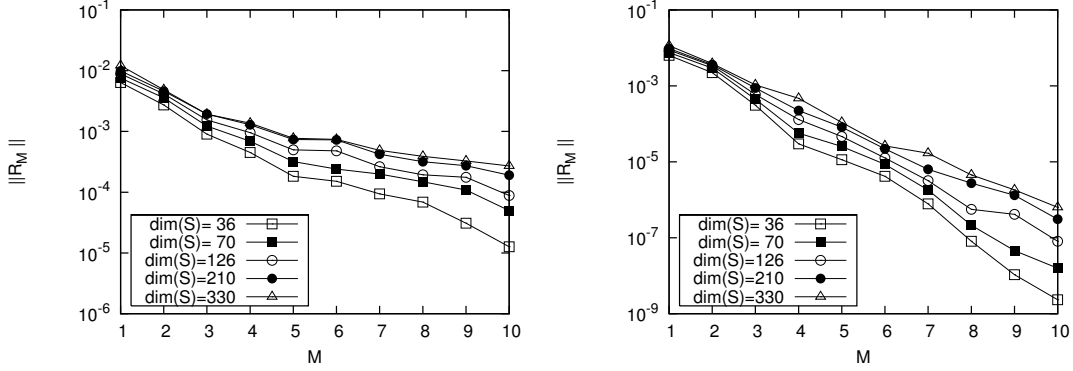 10^-1
10^-2
10^-3
10^-4
10^-5
10^-6
||R_M ||
dim(S)= 36
dim(S)= 70
dim(S)=126
dim(S)=210
dim(S)=330
1 2 3 4 5 6 7 8 9 10
M
10^-1
10^-3
10^-5
10^-7
10^-9
||R_M ||
dim(S)= 36
dim(S)= 70
dim(S)=126
dim(S)=210
dim(S)=330
1 2 3 4 5 6 7 8 9 10
M